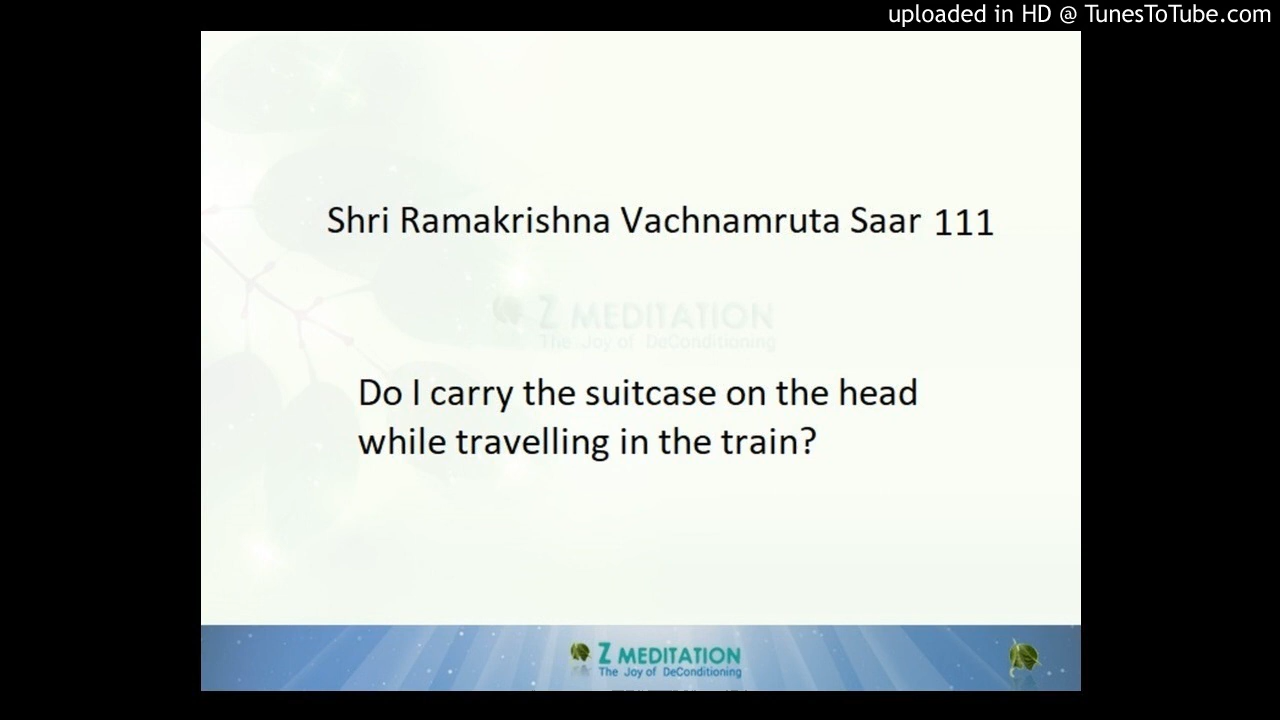 uploaded in HD @ TunesToTube.com
Shri Ramakrishna Vachnamruta Saar 111
Z MEDITATION
The Joy of DeConditioning
Do I carry the suitcase on the head
while travelling in the train?
Z MEDITATION
The Joy of DeConditioning